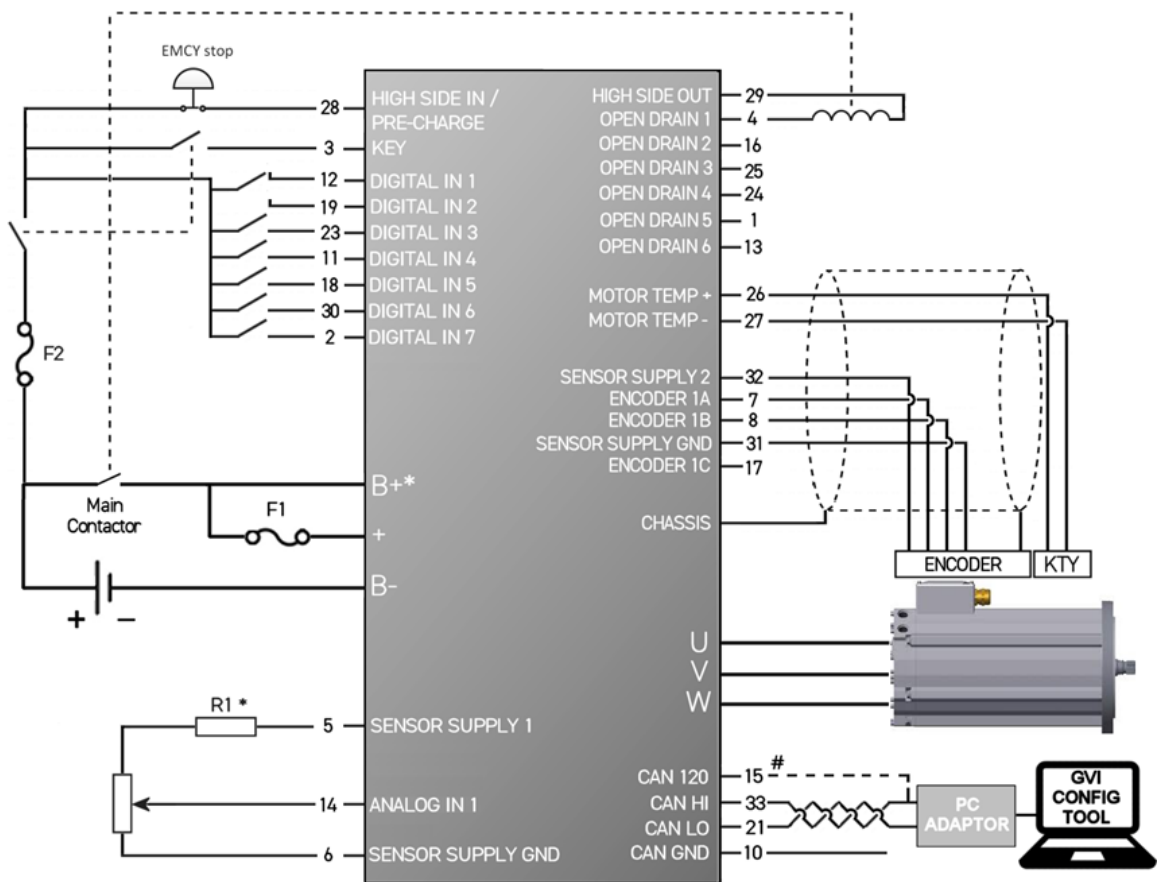 EMCY stop
28 HIGH SIDE IN /
PRE-CHARGE
3 KEY
12 DIGITAL IN 1
19 DIGITAL IN 2
23 DIGITAL IN 3
11 DIGITAL IN 4
18 DIGITAL IN 5
30 DIGITAL IN 6
2 DIGITAL IN 7
F2
Main
Contactor
B+*
F1
+
B-
+ −
R1 *
5 SENSOR SUPPLY 1
14 ANALOG IN 1
6 SENSOR SUPPLY GND
HIGH SIDE OUT 29
OPEN DRAIN 1 4
OPEN DRAIN 2 16
OPEN DRAIN 3 25
OPEN DRAIN 4 24
OPEN DRAIN 5 1
OPEN DRAIN 6 13
MOTOR TEMP + 26
MOTOR TEMP - 27
SENSOR SUPPLY 2 32
ENCODER 1A 7
ENCODER 1B 8
SENSOR SUPPLY GND 31
ENCODER 1C 17
CHASSIS
ENCODER
KTY
U
V
W
CAN 120 15 #
CAN HI 33
CAN LO 21
CAN GND 10
PC
ADAPTOR
GVI
CONFIG
TOOL